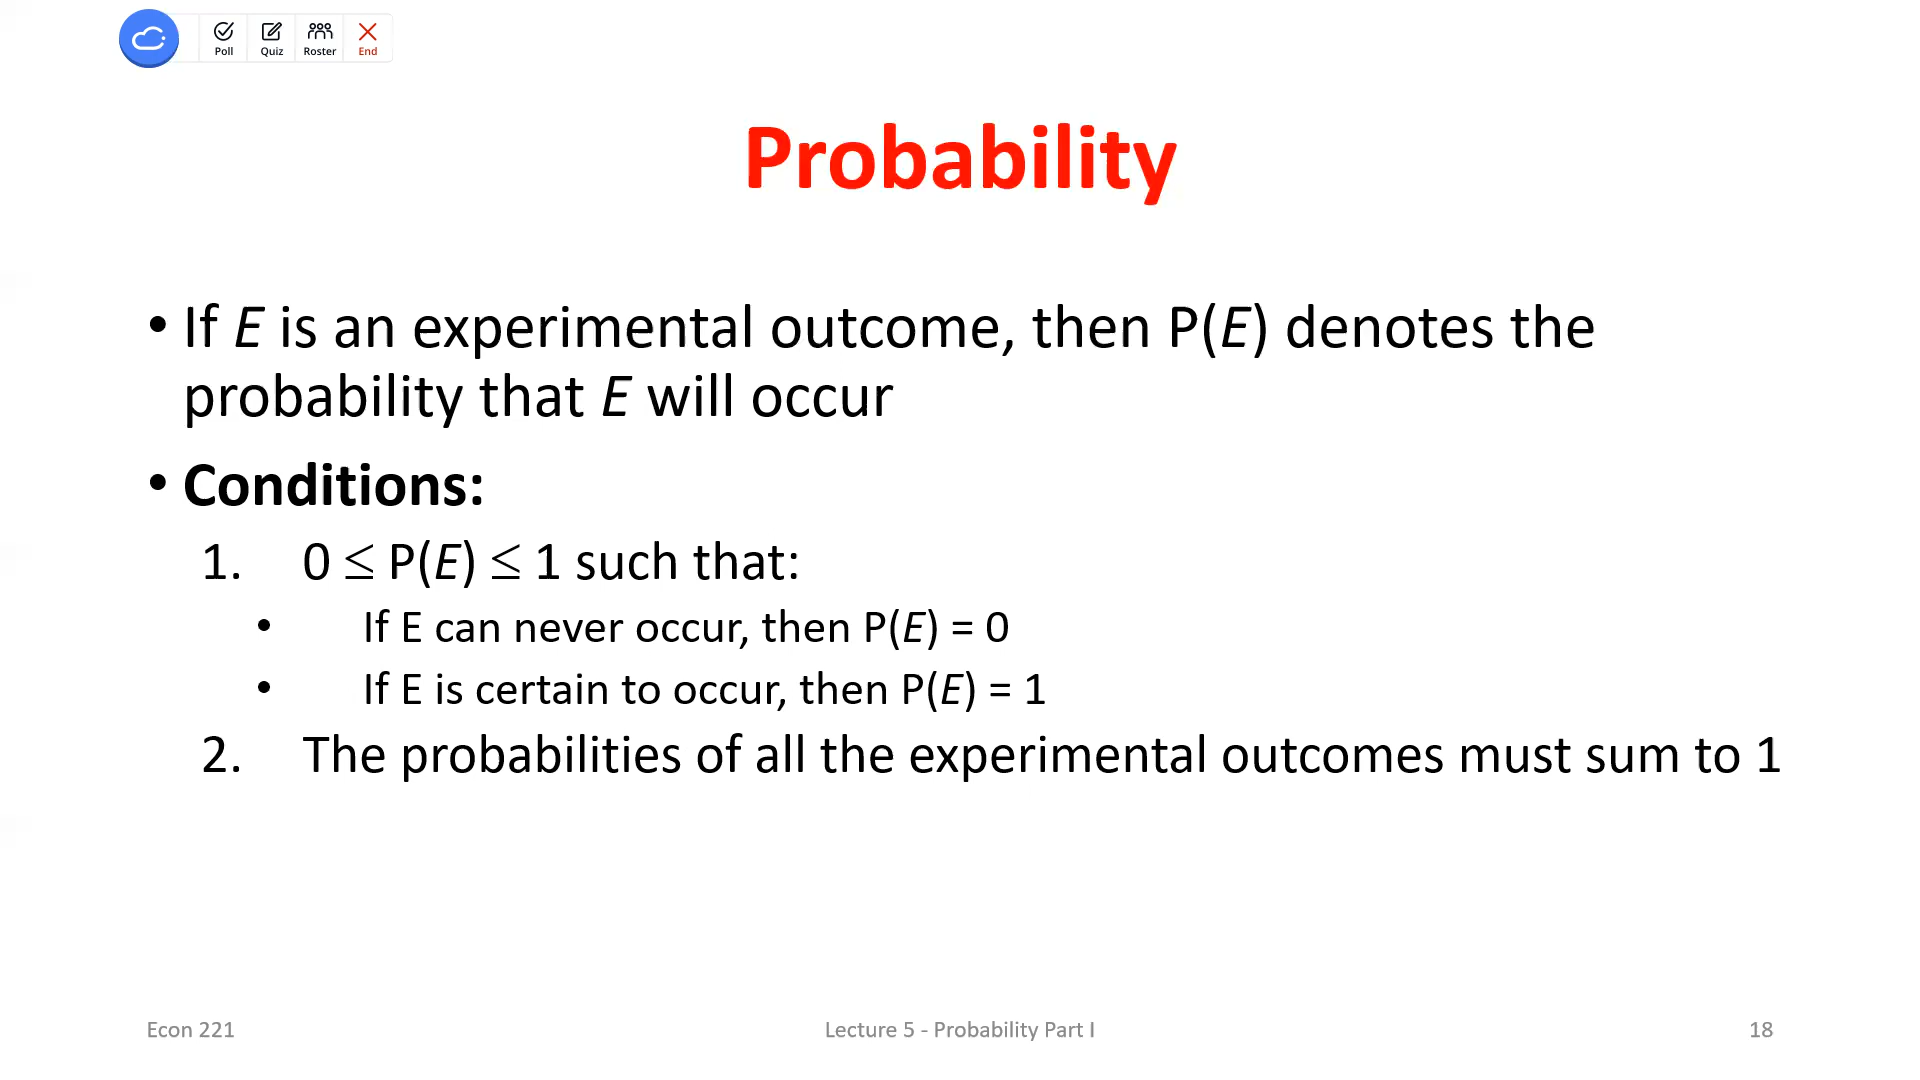 Poll Quiz Roster End
Probability
• If E is an experimental outcome, then P(E) denotes the
probability that E will occur
• Conditions:
1. 0 ≤ P(E) ≤ 1 such that:
• If E can never occur, then P(E) = 0
• If E is certain to occur, then P(E) = 1
2. The probabilities of all the experimental outcomes must sum to 1
Econ 221 Lecture 5 - Probability Part I 18